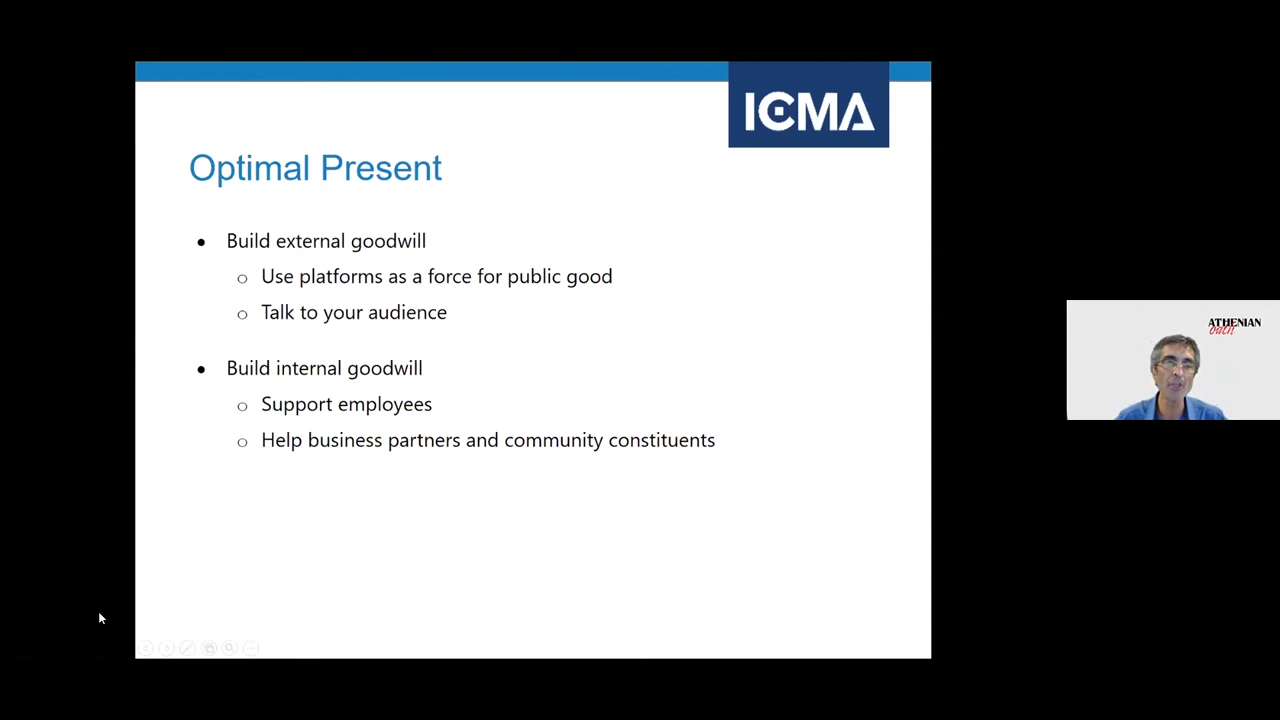 ICMA
Optimal Present
• Build external goodwill
○ Use platforms as a force for public good
○ Talk to your audience
• Build internal goodwill
○ Support employees
○ Help business partners and community constituents
ATHENIAN
oath